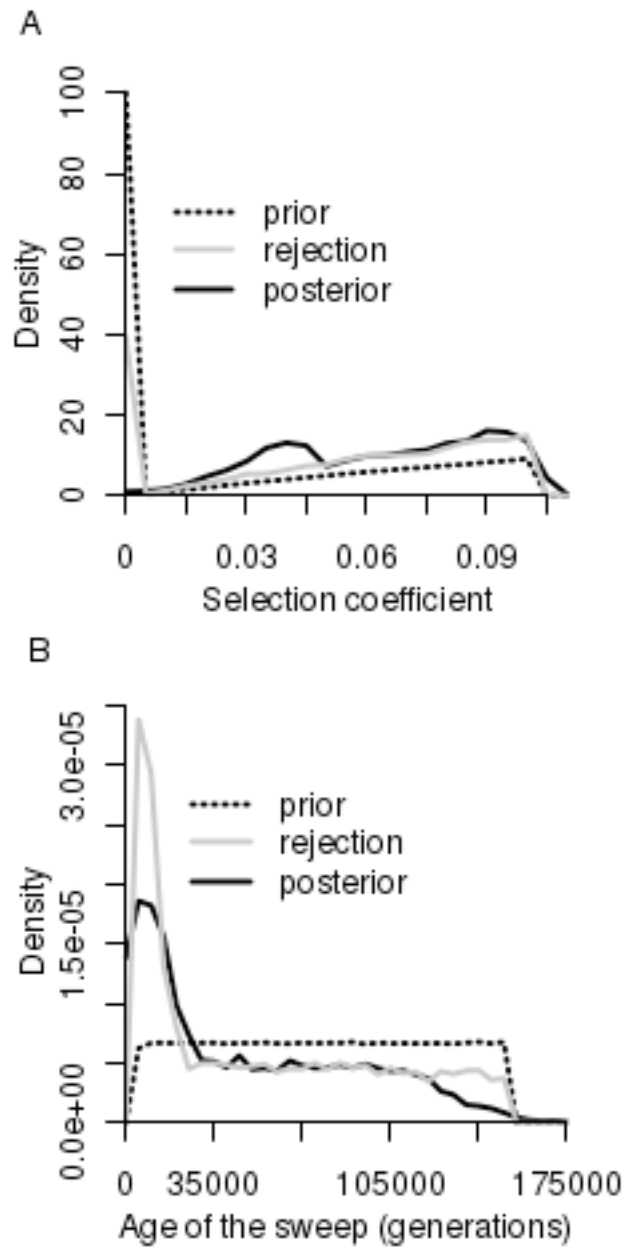 A
100
80
60
40
20
0
Density
prior
rejection
posterior
0 0.03 0.06 0.09
Selection coefficient
B
3.0e-05
1.5e-05
0.0e+00
Density
prior
rejection
posterior
0 35000 105000 175000
Age of the sweep (generations)